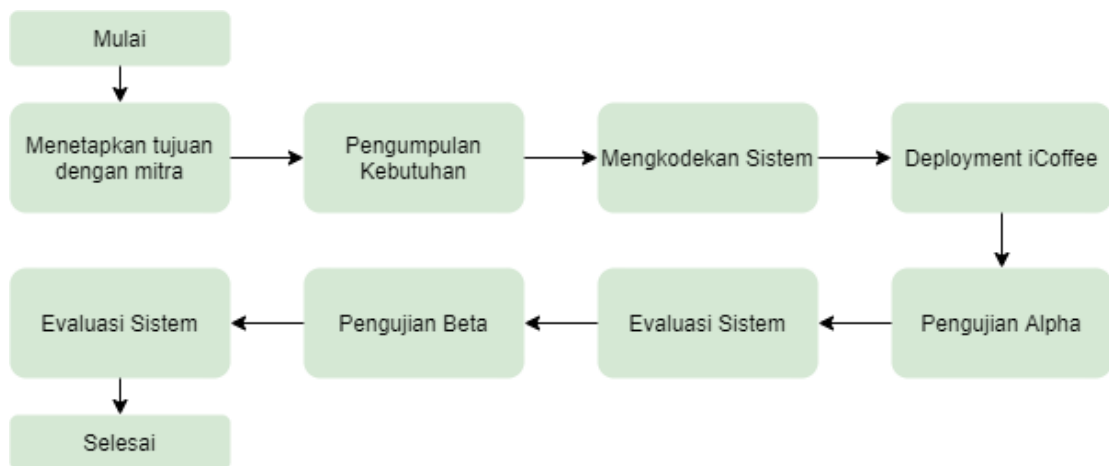 Mulai
Menetapkan tujuan
dengan mitra
Pengumpulan
Kebutuhan
Mengkodekan Sistem
Deployment iCoffee
Pengujian Alpha
Evaluasi Sistem
Pengujian Beta
Evaluasi Sistem
Selesai